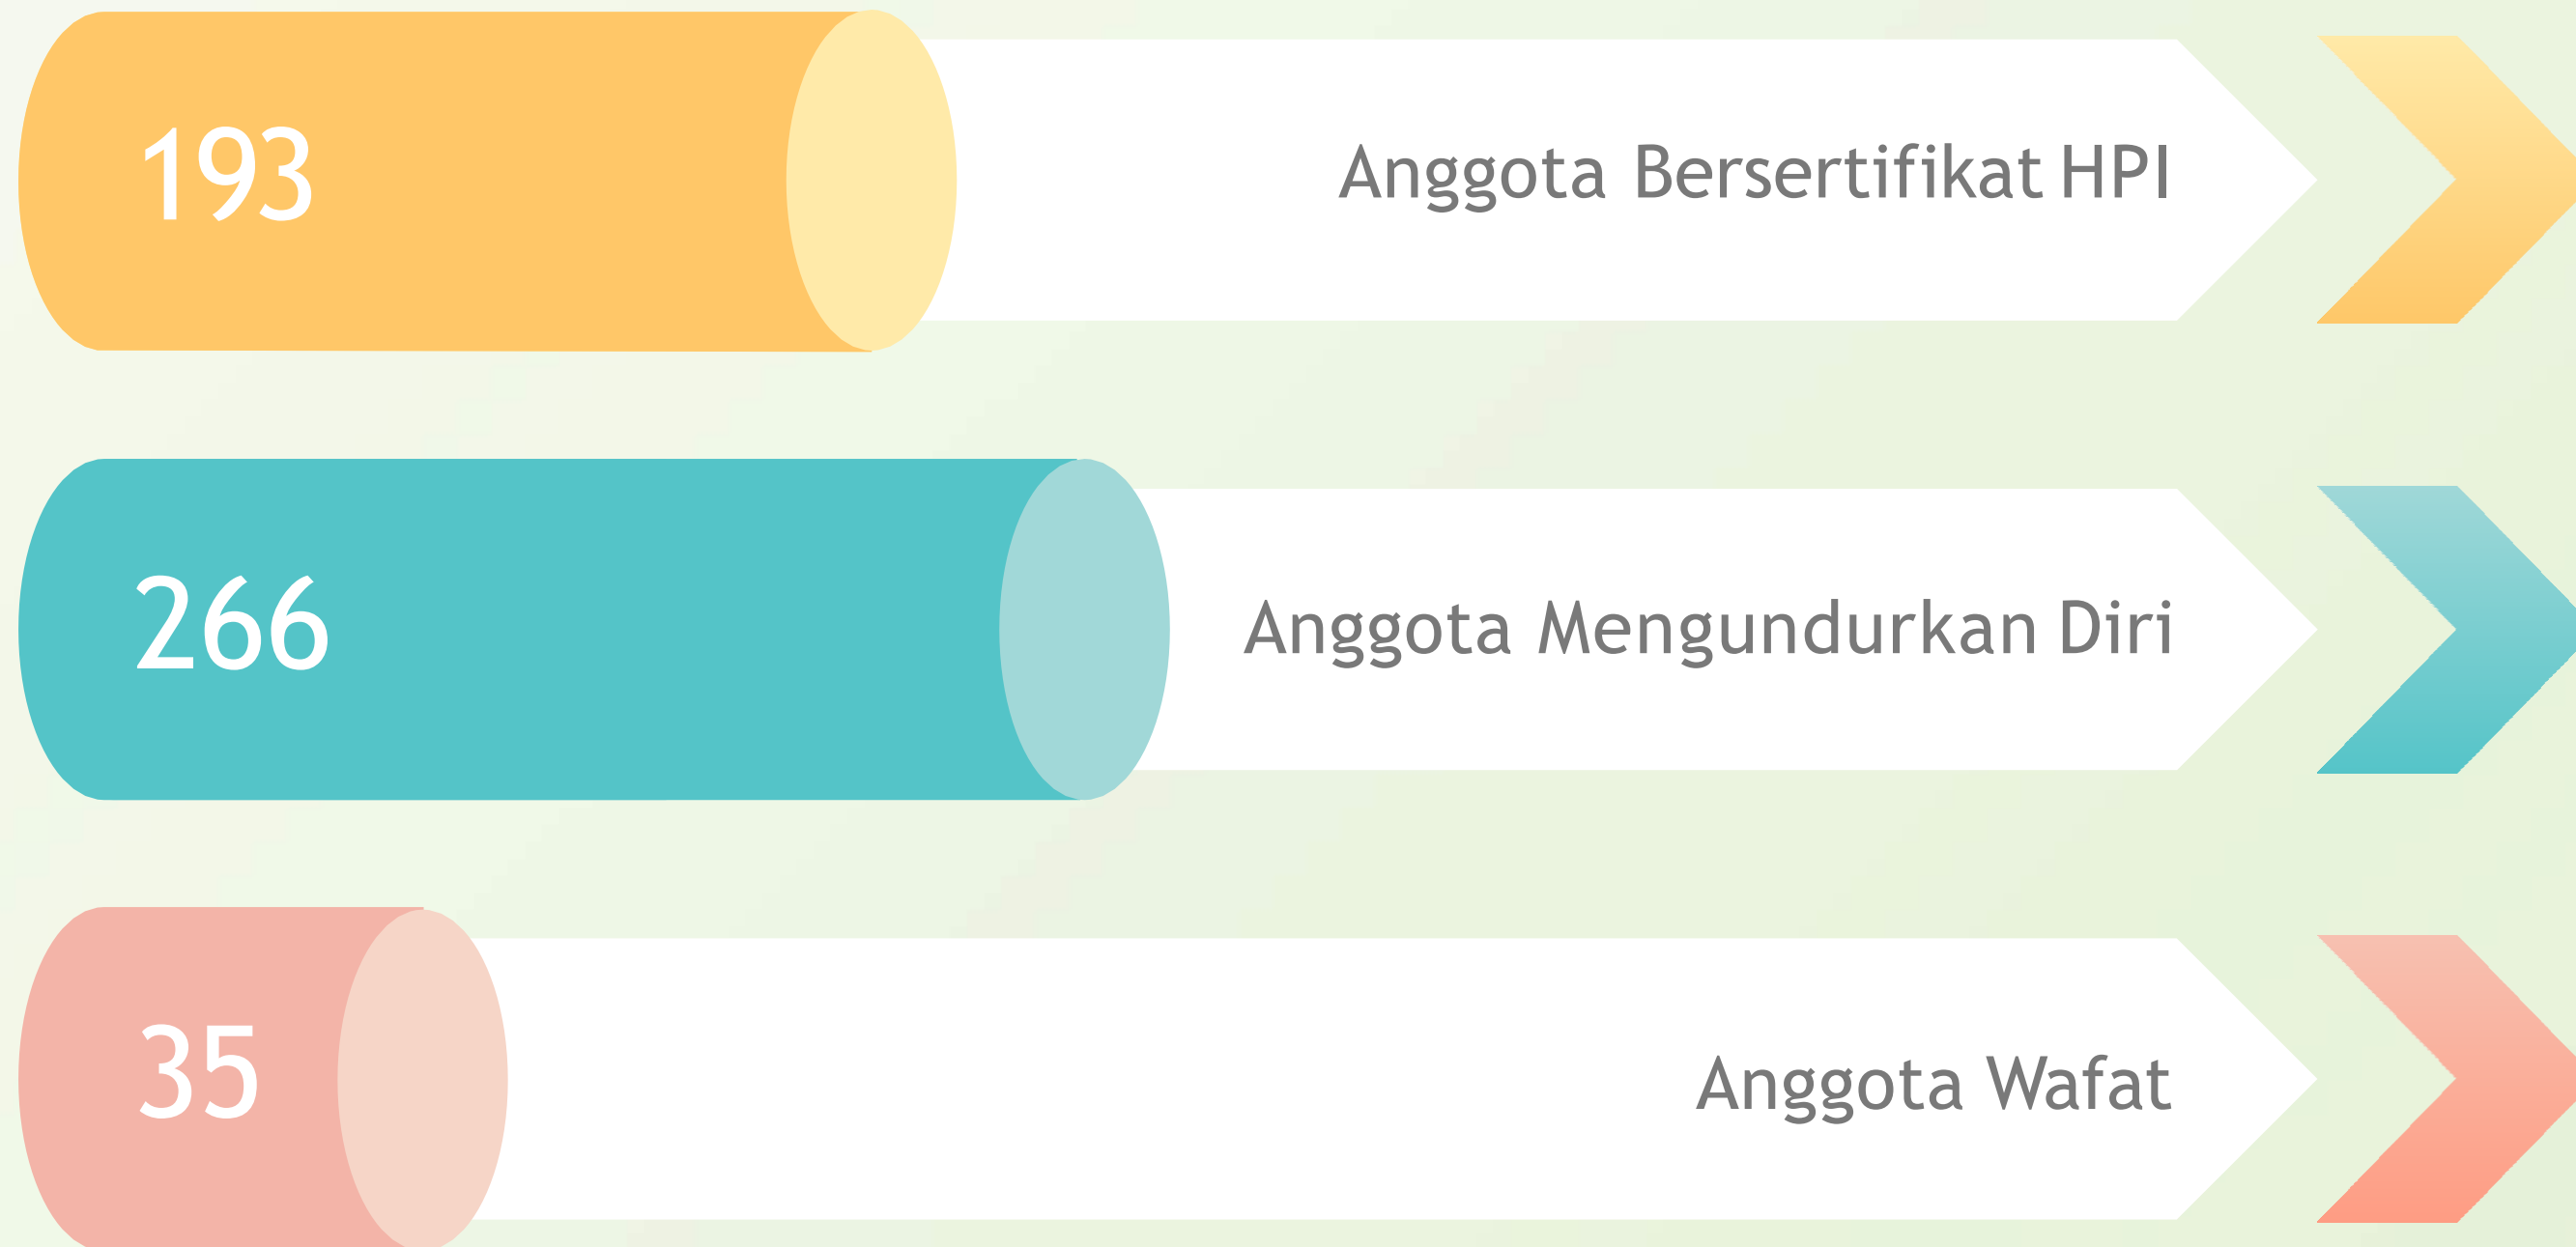 193
Anggota Bersertifikat HPI
266
Anggota Mengundurkan Diri
35
Anggota Wafat